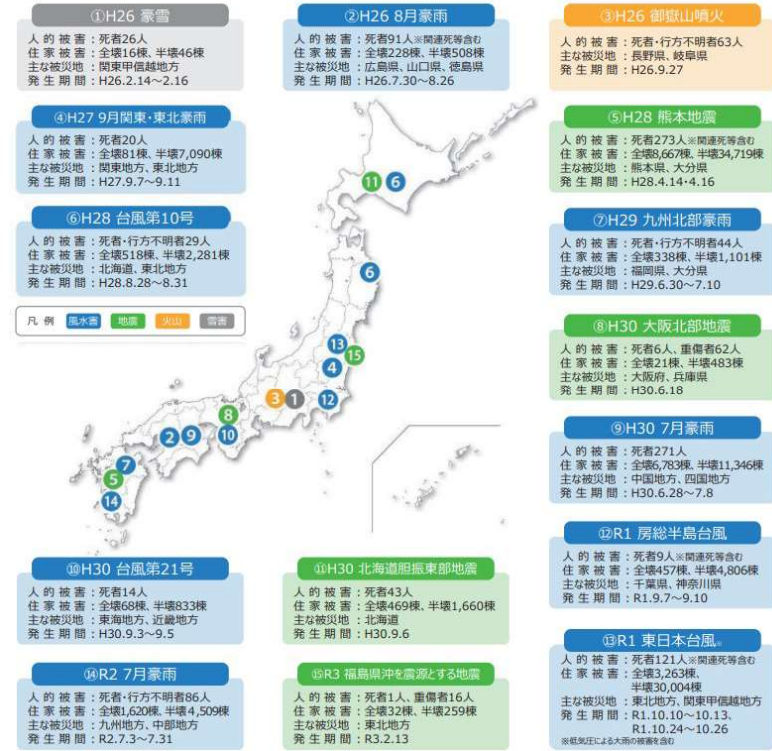 ①H26 豪雪
人的被害：死者26人
住家被害：全壊16棟、半壊46棟
主な被災地：関東甲信越地方
発生期間：H26.2.14～2.16
②H26 8月豪雨
人的被害：死者91人※関連死等含む
住家被害：全壊228棟、半壊508棟
主な被災地：広島県、山口県、徳島県
発生期間：H26.7.30～8.26
③H26 御嶽山噴火
人的被害：死者・行方不明者63人
主な被災地：長野県、岐阜県
発生期間：H26.9.27
④H27 9月関東・東北豪雨
人的被害：死者20人
住家被害：全壊81棟、半壊7,090棟
主な被災地：関東地方、東北地方
発生期間：H27.9.7～9.11
⑤H28 熊本地震
人的被害：死者273人※関連死等含む
住家被害：全壊8,667棟、半壊34,719棟
主な被災地：熊本県、大分県
発生期間：H28.4.14・4.16
⑥H28 台風第10号
人的被害：死者・行方不明者29人
住家被害：全壊518棟、半壊2,281棟
主な被災地：北海道、東北地方
発生期間：H28.8.28～8.31
⑦H29 九州北部豪雨
人的被害：死者・行方不明者44人
住家被害：全壊338棟、半壊1,101棟
主な被災地：福岡県、大分県
発生期間：H29.6.30～7.10
凡例 風水害 地震 火山 雪害
⑧H30 大阪北部地震
人的被害：死者6人、重傷者62人
住家被害：全壊21棟、半壊483棟
主な被災地：大阪府、兵庫県
発生期間：H30.6.18
⑨H30 7月豪雨
人的被害：死者271人
住家被害：全壊6,783棟、半壊11,346棟
主な被災地：中国地方、四国地方
発生期間：H30.6.28～7.8
11 6
6
13
15
4
3 1 12
8
2 9 10
7
5
14
⑩H30 台風第21号
人的被害：死者14人
住家被害：全壊68棟、半壊833棟
主な被災地：東海地方、近畿地方
発生期間：H30.9.3～9.5
⑪H30 北海道胆振東部地震
人的被害：死者43人
住家被害：全壊469棟、半壊1,660棟
主な被災地：北海道
発生期間：H30.9.6
⑫R1 房総半島台風
人的被害：死者9人※関連死等含む
住家被害：全壊457棟、半壊4,806棟
主な被災地：千葉県、神奈川県
発生期間：R1.9.7～9.10
⑬R1 東日本台風※
人的被害：死者121人※関連死等含む
住家被害：全壊3,263棟、
半壊30,004棟
主な被災地：東北地方、関東甲信越地方
発生期間：R1.10.10～10.13、
R1.10.24～10.26
※低気圧による大雨の被害を含む
⑭R2 7月豪雨
人的被害：死者・行方不明者86人
住家被害：全壊1,620棟、半壊4,509棟
主な被災地：九州地方、中部地方
発生期間：R2.7.3～7.31
⑮R3 福島県沖を震源とする地震
人的被害：死者1人、重傷者16人
住家被害：全壊32棟、半壊259棟
主な被災地：東北地方
発生期間：R3.2.13